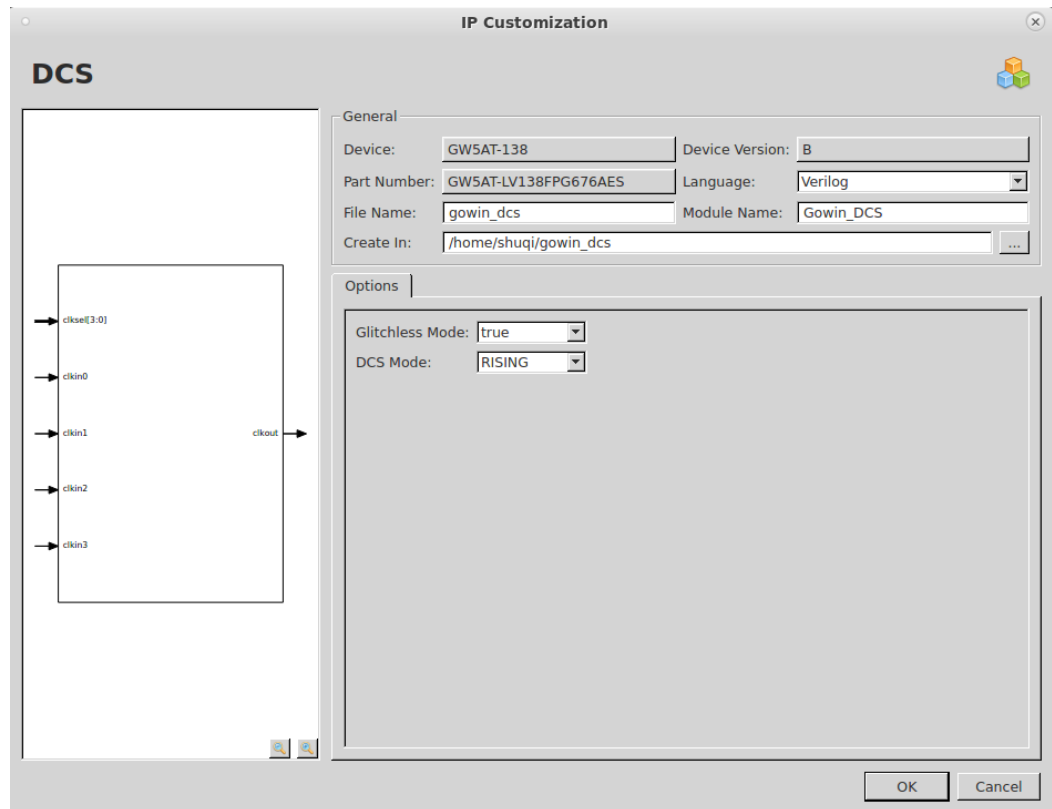 IP Customization
DCS
General
Device: GW5AT-138 Device Version: B
Part Number: GW5AT-LV138FPG676AES Language: Verilog
File Name: gowin_dcs Module Name: Gowin_DCS
Create In: /home/shuqi/gowin_dcs ...
Options
Glitchless Mode: true
DCS Mode: RISING
clksel[3:0]
clkin0
clkin1 clkout
clkin2
clkin3
OK Cancel